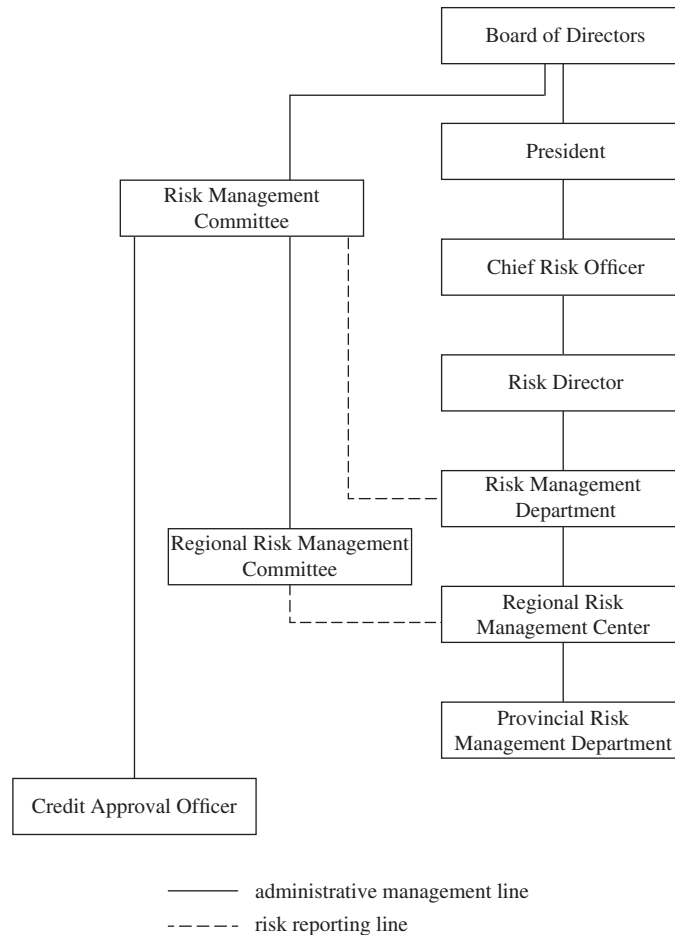 Board of Directors
President
Risk Management
Committee
Chief Risk Officer
Risk Director
Risk Management
Department
Regional Risk Management
Committee
Regional Risk
Management Center
Provincial Risk
Management Department
Credit Approval Officer
administrative management line
risk reporting line